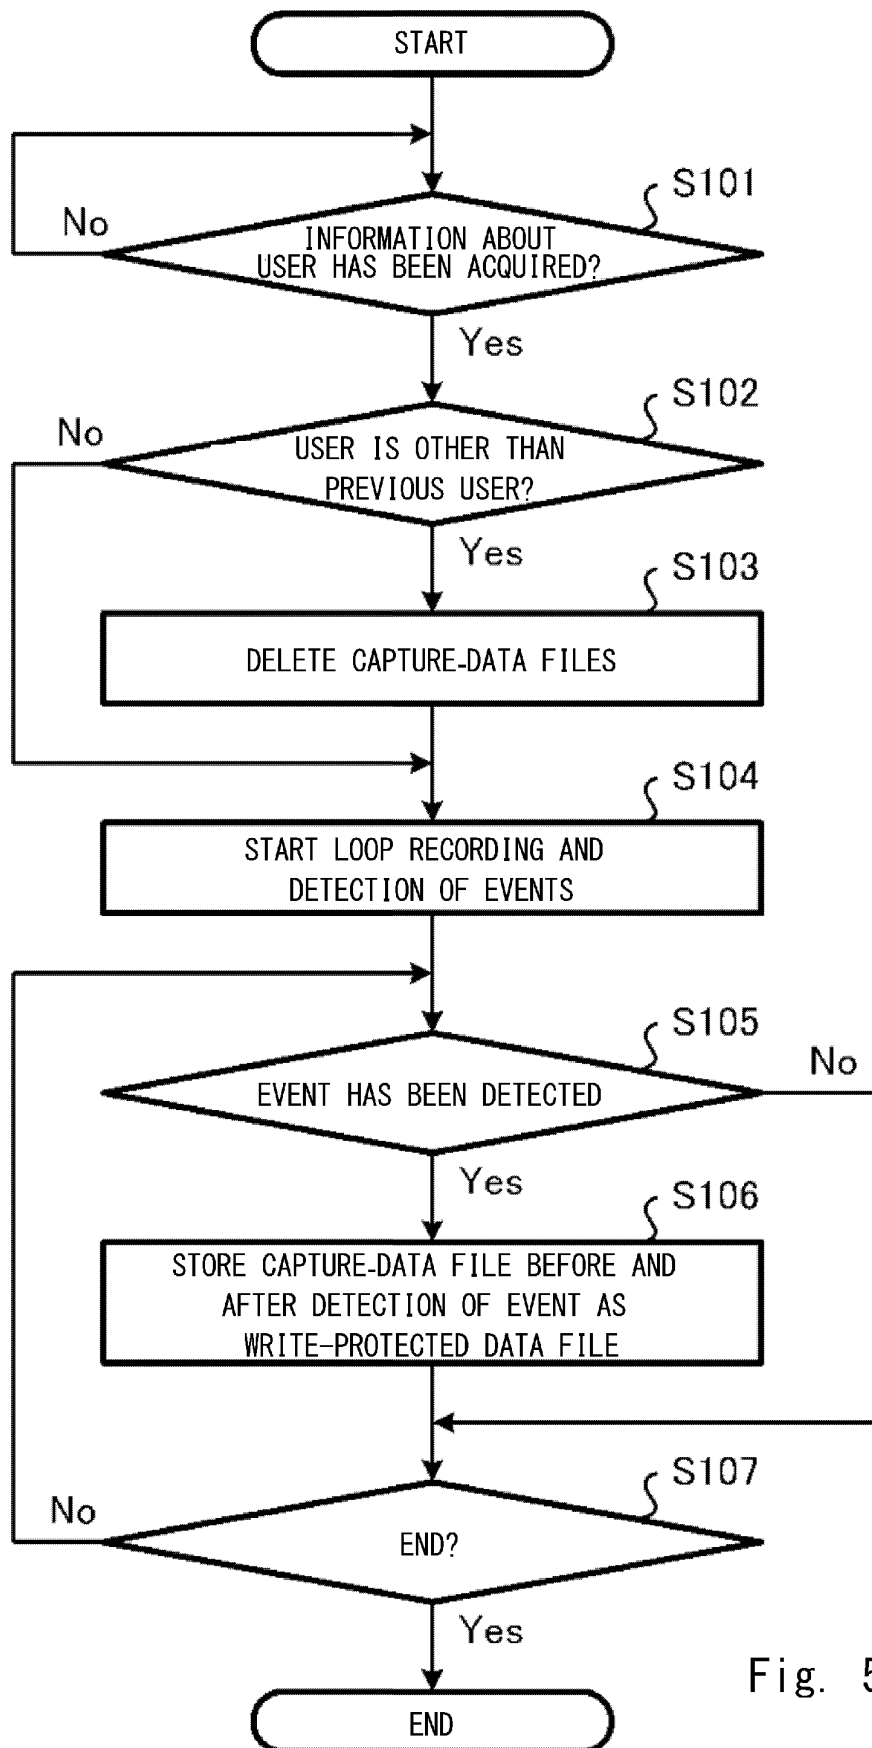 START
S101
No
INFORMATION ABOUT
USER HAS BEEN ACQUIRED?
Yes
S102
No
USER IS OTHER THAN
PREVIOUS USER?
Yes
S103
DELETE CAPTURE-DATA FILES
S104
START LOOP RECORDING AND
DETECTION OF EVENTS
S105
No
EVENT HAS BEEN DETECTED
Yes
S106
STORE CAPTURE-DATA FILE BEFORE AND
AFTER DETECTION OF EVENT AS
WRITE-PROTECTED DATA FILE
S107
No
END?
Yes
Fig. 5
END